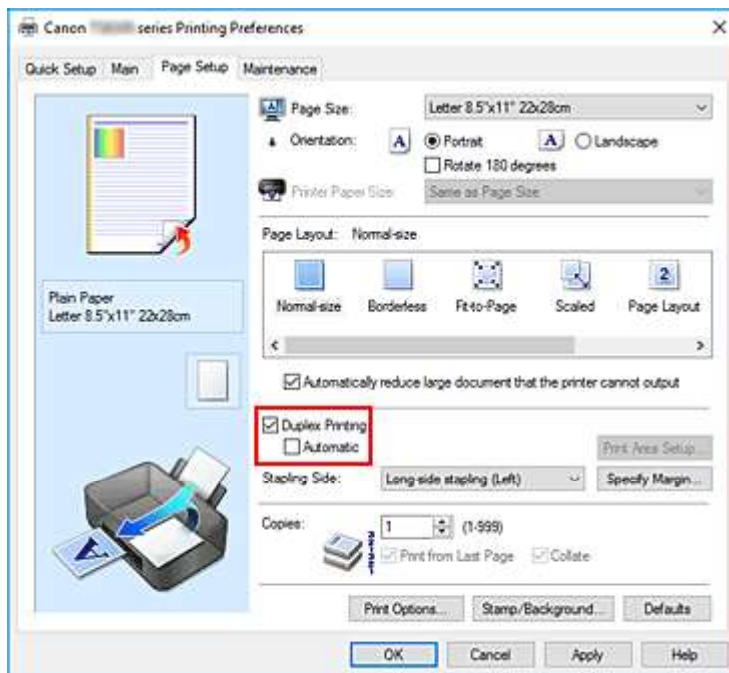 Canon series Printing Preferences
Quick Setup Main Page Setup Maintenance
Page Size: Letter 8.5"x11" 22x28cm
Orientation: A Portrait A Landscape
Rotate 180 degrees
Printer Paper Size: Same as Page Size
Page Layout: Normal-size
2
Normal-size Borderless Fit-to-Page Scaled Page Layout
Plain Paper
Letter 8.5"x11" 22x28cm
Automatically reduce large document that the printer cannot output
Duplex Printing
Automatic
Print Area Setup...
Stapling Side: Long-side stapling (Left) Specify Margin...
Copies: 1 (1-999)
Print from Last Page Collate
A
Print Options... Stamp/Background... Defaults
OK Cancel Apply Help